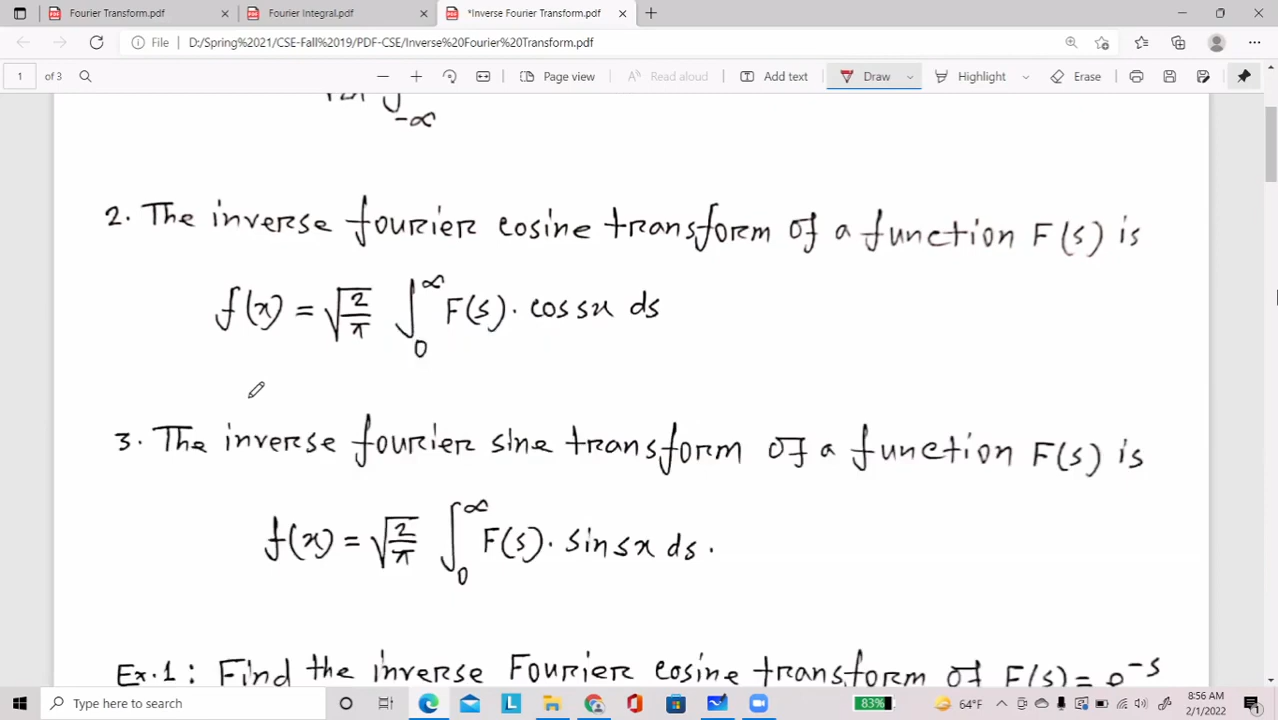 Fourier Transform.pdf
Fourier Integral.pdf
*Inverse Fourier Transform.pdf
File
D:/Spring%2021/CSE-Fall%2019/PDF-CSE/Inverse%20Fourier%20Transform.pdf
1 of 3
Page view
Read aloud
Add text
Draw
Highlight
Erase
-∞
2. The inverse fourier cosine transform of a function F(s) is
f(x) = √(2/π) ∫₀^∞ F(s) · cos sx ds
3. The inverse fourier sine transform of a function F(s) is
f(x) = √(2/π) ∫₀^∞ F(s) · sin sx ds .
Ex.1 : Find the inverse Fourier cosine transform of F(s) = e^-s
Type here to search
L
83%
64°F
8:56 AM
2/1/2022
1